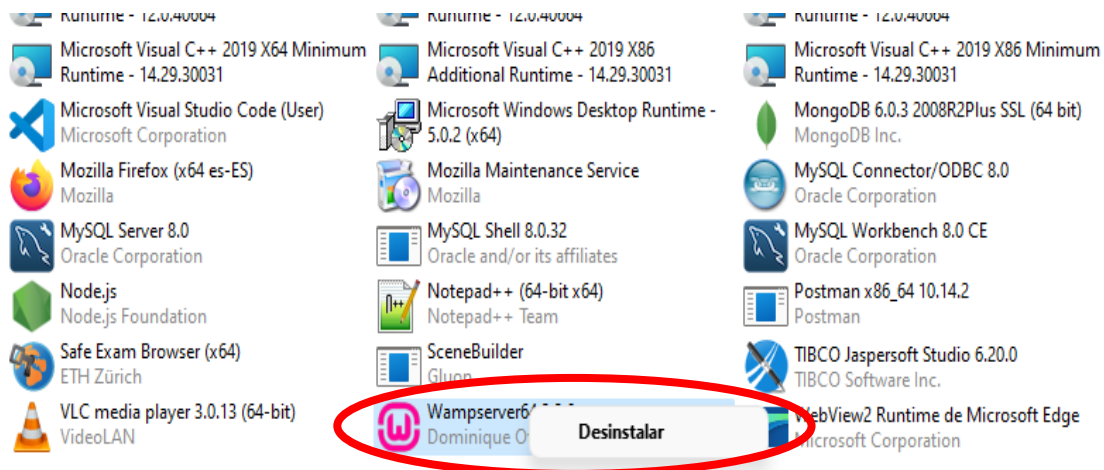 Runtime - 12.0.40664
Runtime - 12.0.40664
Runtime - 12.0.40664
Microsoft Visual C++ 2019 X64 Minimum
Runtime - 14.29.30031
Microsoft Visual C++ 2019 X86
Additional Runtime - 14.29.30031
Microsoft Visual C++ 2019 X86 Minimum
Runtime - 14.29.30031
Microsoft Visual Studio Code (User)
Microsoft Corporation
Microsoft Windows Desktop Runtime -
5.0.2 (x64)
MongoDB 6.0.3 2008R2Plus SSL (64 bit)
MongoDB Inc.
Mozilla Firefox (x64 es-ES)
Mozilla
Mozilla Maintenance Service
Mozilla
MySQL Connector/ODBC 8.0
Oracle Corporation
MySQL Server 8.0
Oracle Corporation
MySQL Shell 8.0.32
Oracle and/or its affiliates
MySQL Workbench 8.0 CE
Oracle Corporation
Node.js
Node.js Foundation
Notepad++ (64-bit x64)
Notepad++ Team
Postman x86_64 10.14.2
Postman
Safe Exam Browser (x64)
ETH Zürich
SceneBuilder
Gluon
TIBCO Jaspersoft Studio 6.20.0
TIBCO Software Inc.
VLC media player 3.0.13 (64-bit)
VideoLAN
Wampserver64
Dominique
Desinstalar
WebView2 Runtime de Microsoft Edge
Microsoft Corporation